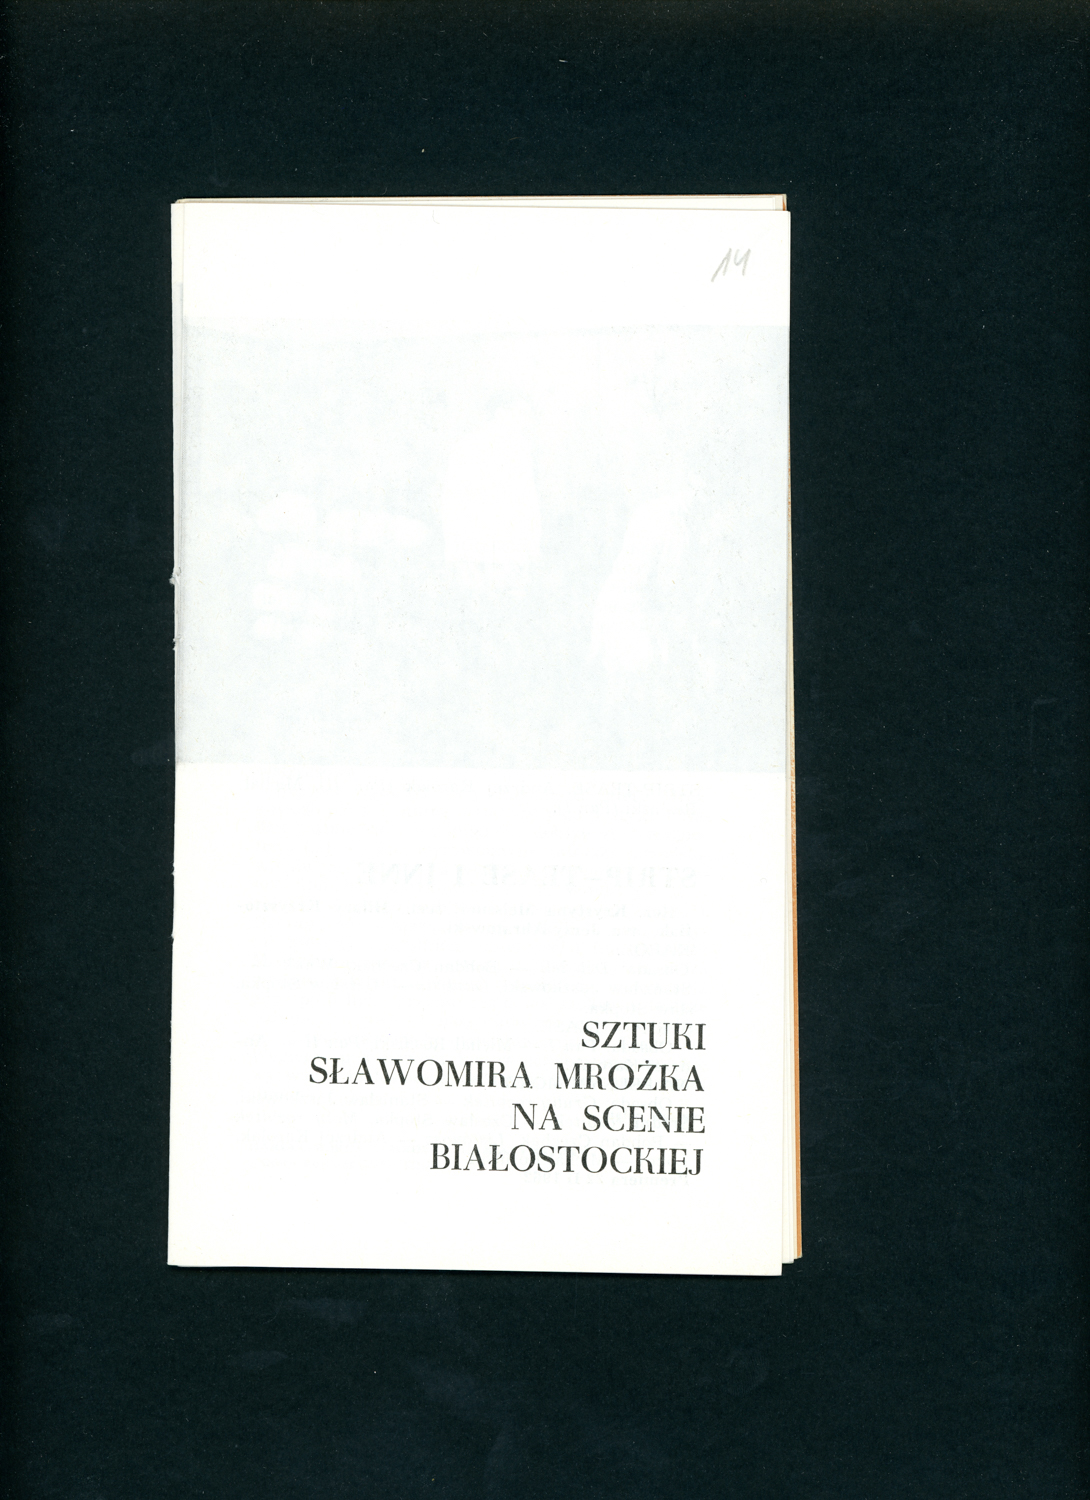 14
SZTUKI
SŁAWOMIRA MROŻKA
NA SCENIE
BIAŁOSTOCKIEJ